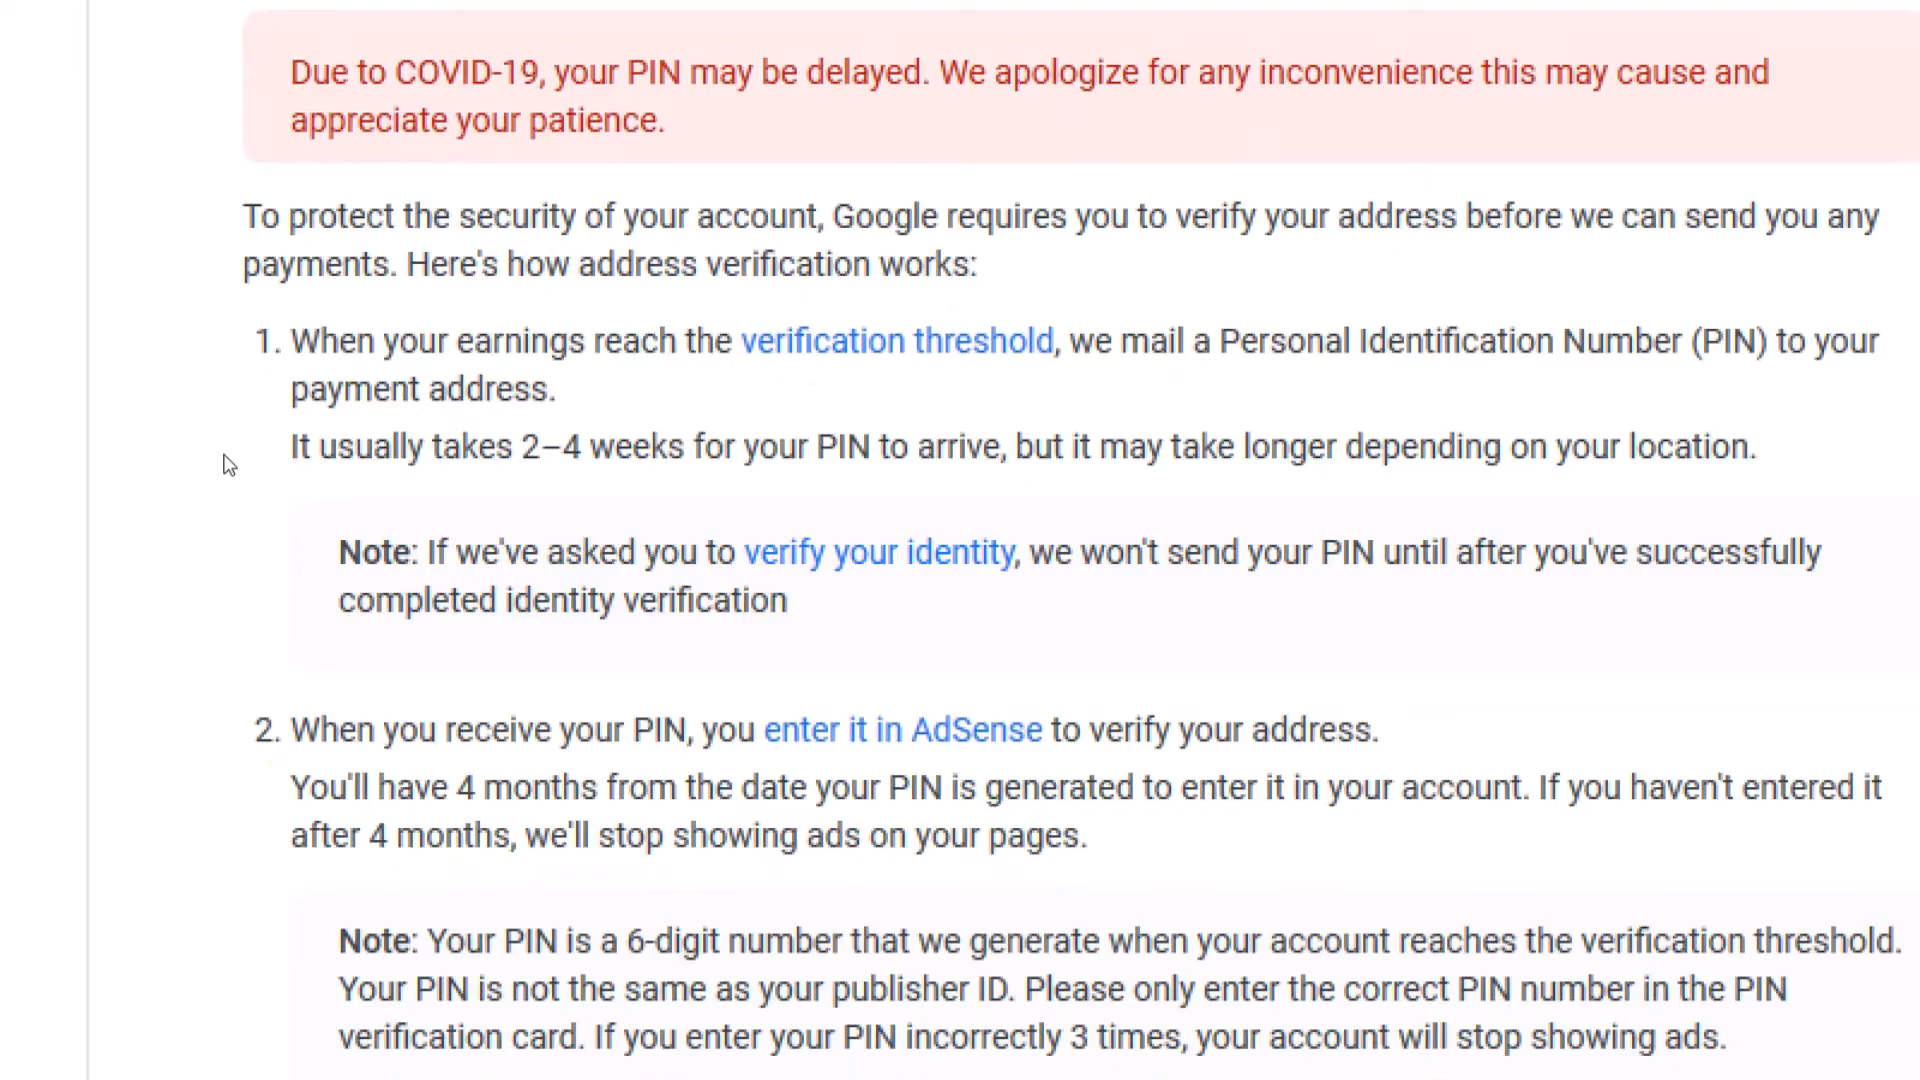 Due to COVID-19, your PIN may be delayed. We apologize for any inconvenience this may cause and
appreciate your patience.
To protect the security of your account, Google requires you to verify your address before we can send you any
payments. Here's how address verification works:
1. When your earnings reach the verification threshold, we mail a Personal Identification Number (PIN) to your
payment address.
It usually takes 2–4 weeks for your PIN to arrive, but it may take longer depending on your location.
Note: If we've asked you to verify your identity, we won't send your PIN until after you've successfully
completed identity verification
2. When you receive your PIN, you enter it in AdSense to verify your address.
You'll have 4 months from the date your PIN is generated to enter it in your account. If you haven't entered it
after 4 months, we'll stop showing ads on your pages.
Note: Your PIN is a 6-digit number that we generate when your account reaches the verification threshold.
Your PIN is not the same as your publisher ID. Please only enter the correct PIN number in the PIN
verification card. If you enter your PIN incorrectly 3 times, your account will stop showing ads.